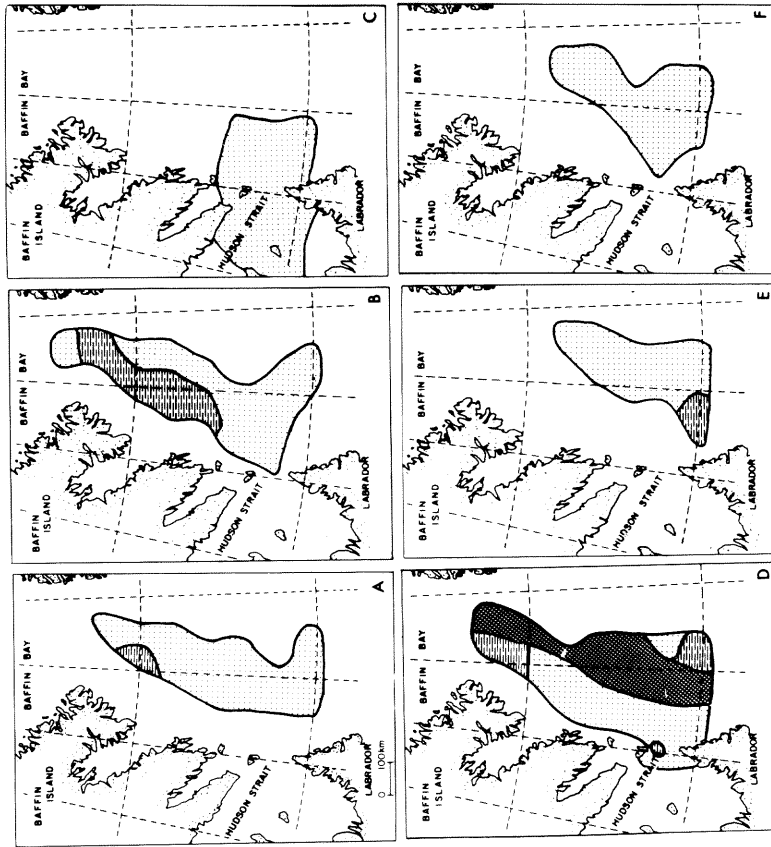 BAFFIN BAY
BAFFIN
ISLAND
HUDSON STRAIT
LABRADOR
0 100km
A
BAFFIN BAY
BAFFIN
ISLAND
HUDSON STRAIT
LABRADOR
B
BAFFIN BAY
BAFFIN
ISLAND
HUDSON STRAIT
LABRADOR
C
BAFFIN BAY
BAFFIN
ISLAND
HUDSON STRAIT
LABRADOR
D
BAFFIN BAY
BAFFIN
ISLAND
HUDSON STRAIT
LABRADOR
E
BAFFIN BAY
BAFFIN
ISLAND
HUDSON STRAIT
LABRADOR
F